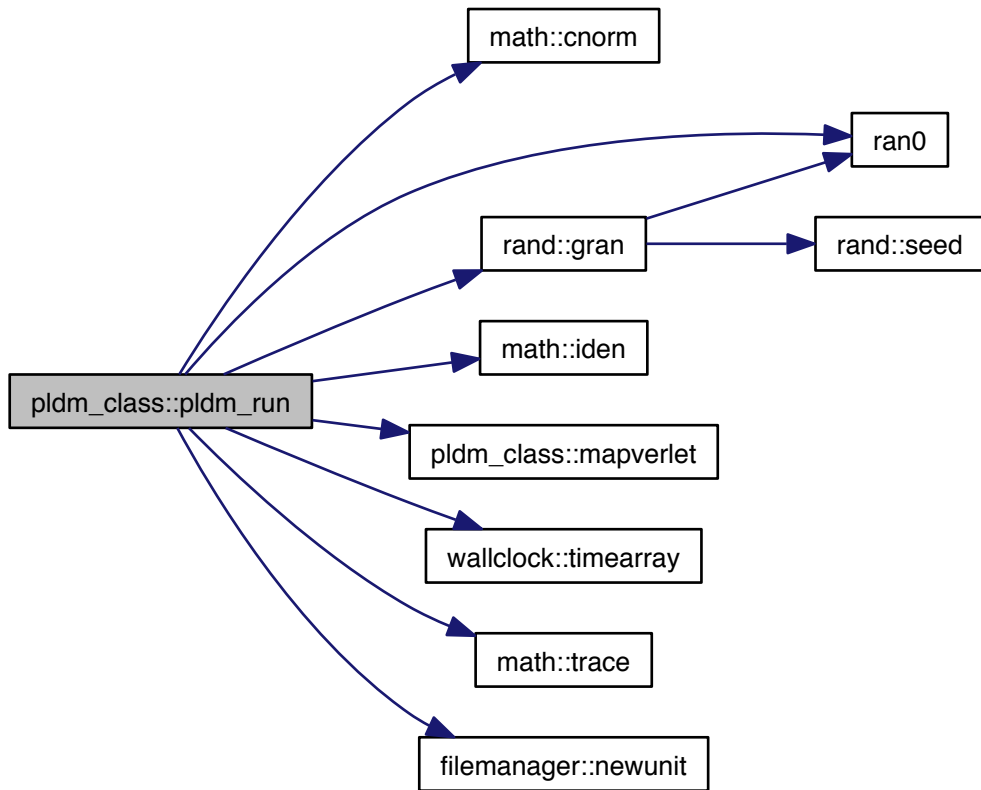 math::cnorm
ran0
rand::gran
rand::seed
math::iden
pldm_class::pldm_run
pldm_class::mapverlet
wallclock::timearray
math::trace
filemanager::newunit